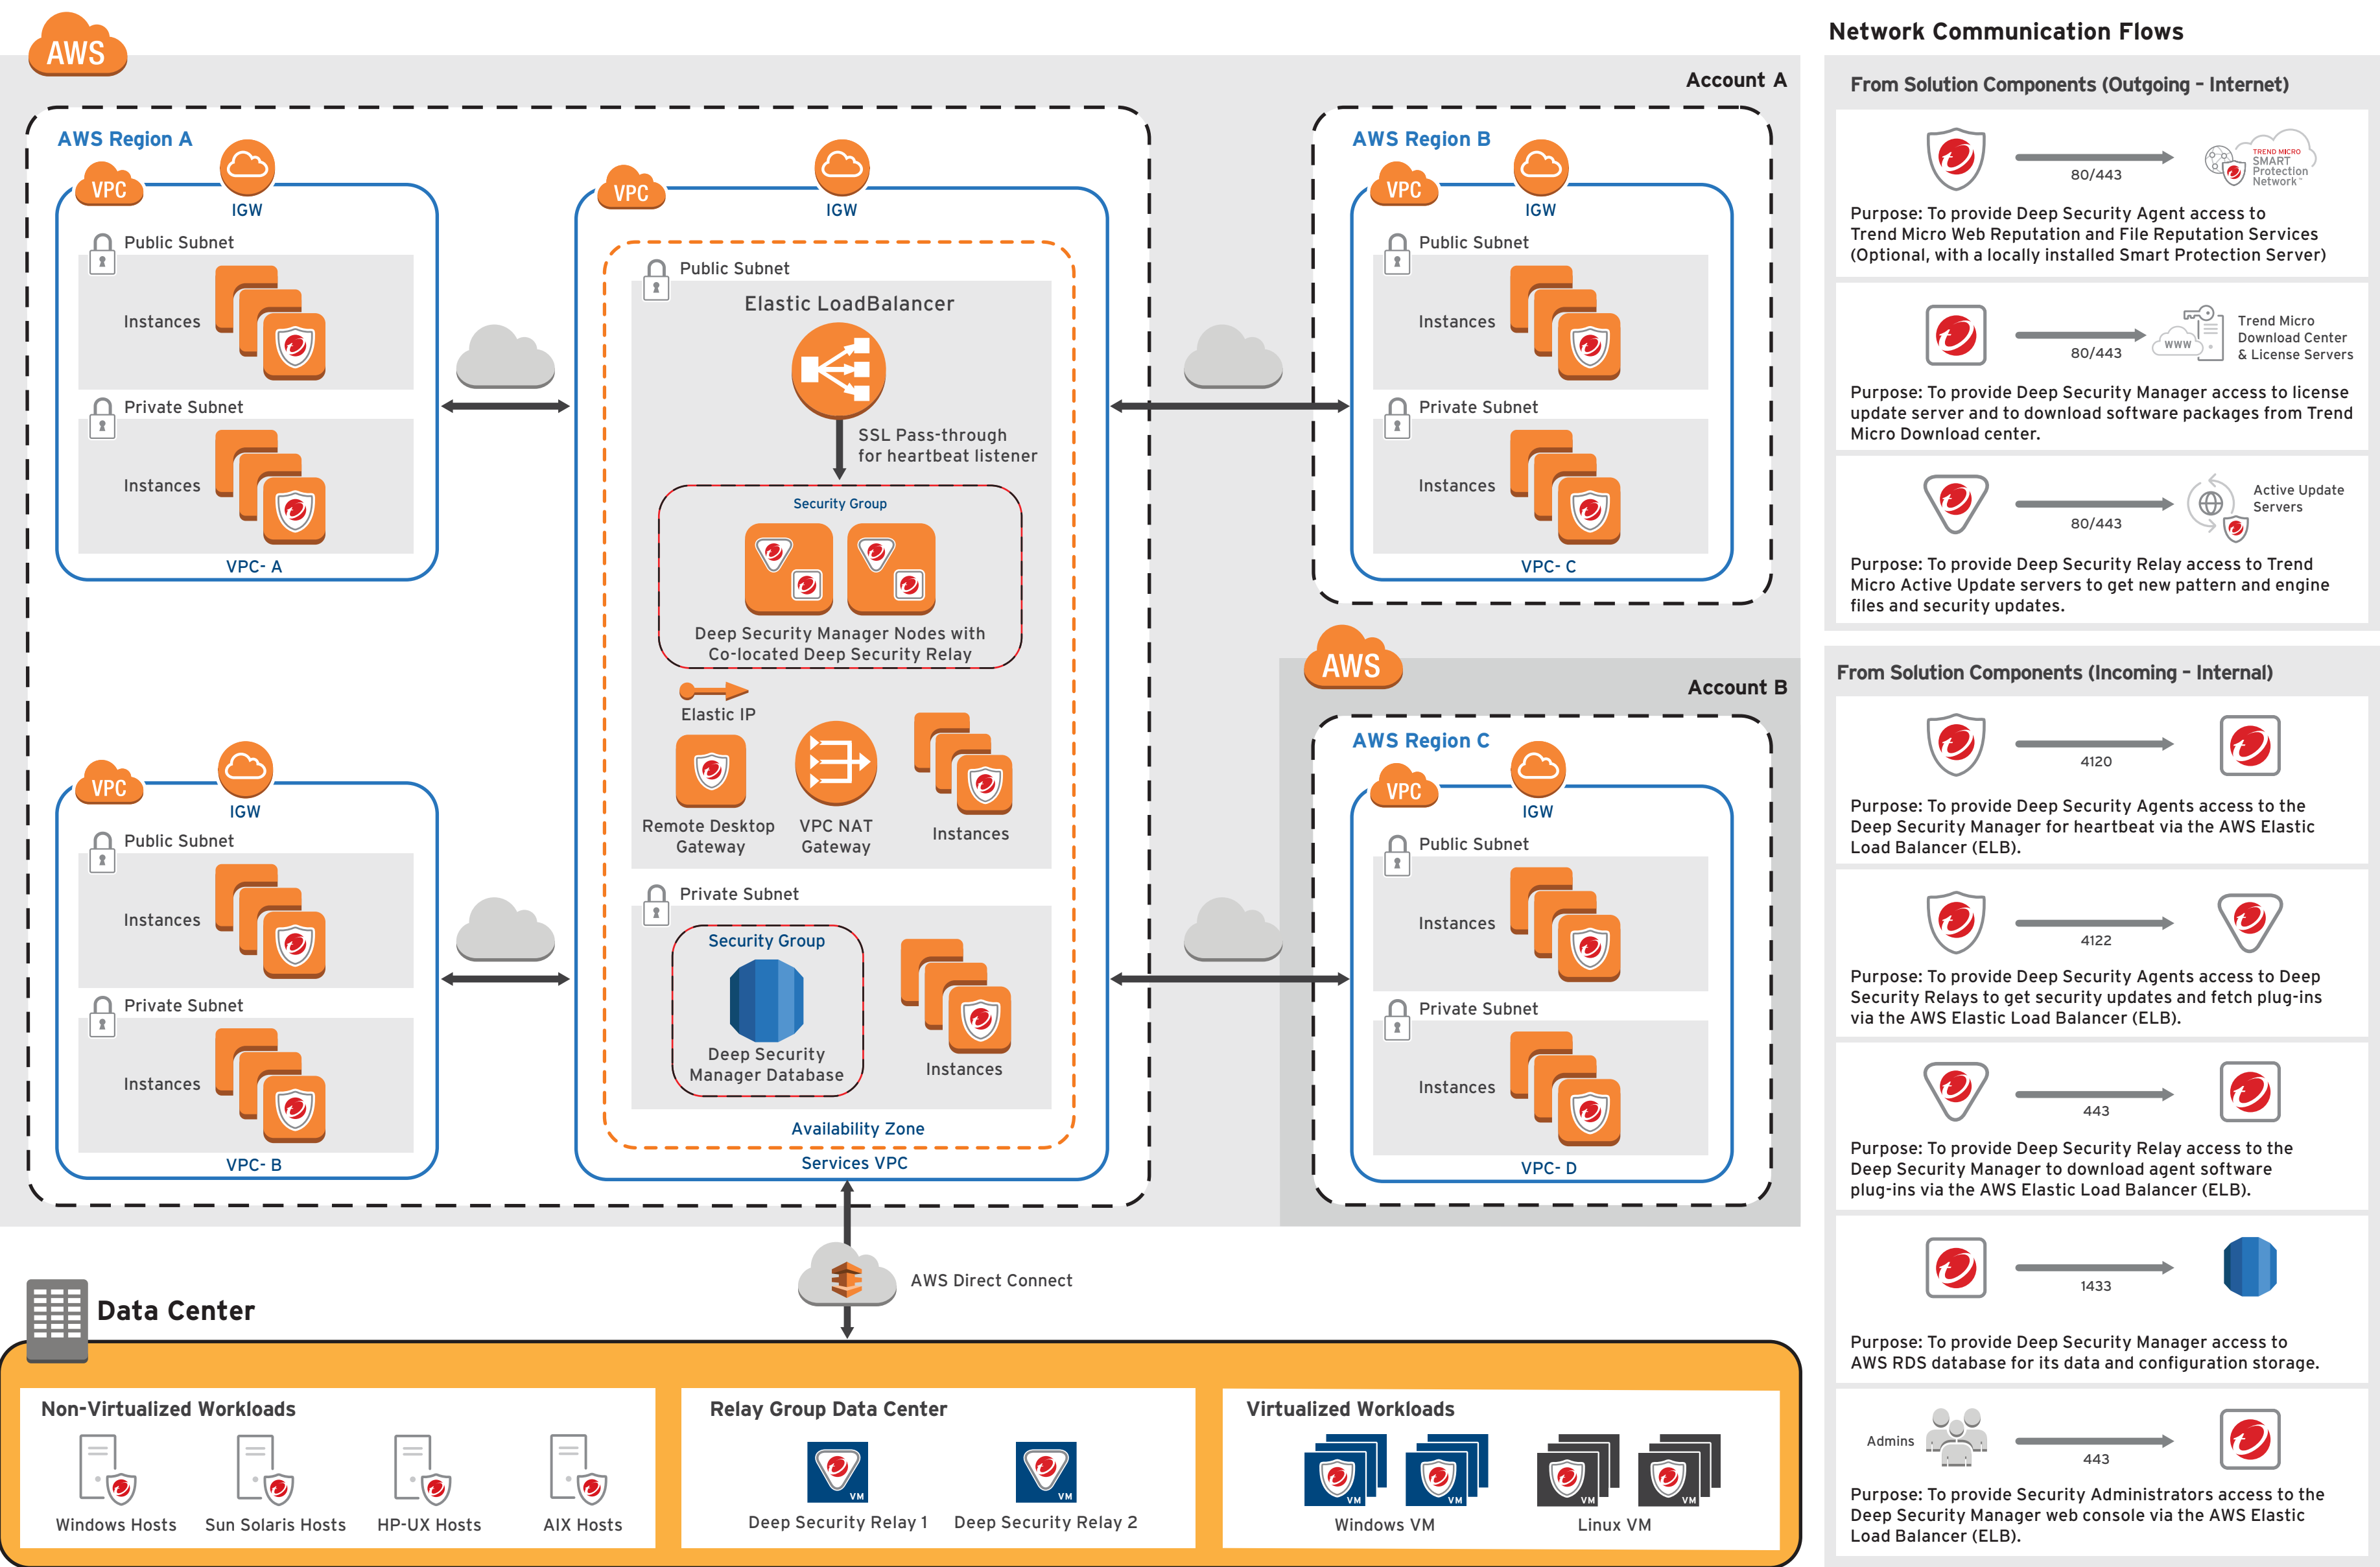 AWS
Account A
AWS Region A
VPC
IGW
Public Subnet
Instances
Private Subnet
Instances
VPC- A
VPC
IGW
Public Subnet
Instances
Private Subnet
Instances
VPC- B
VPC
IGW
Public Subnet
Elastic LoadBalancer
SSL Pass-through
for heartbeat listener
Security Group
Deep Security Manager Nodes with
Co-located Deep Security Relay
Elastic IP
Remote Desktop
Gateway
VPC NAT
Gateway
Instances
Private Subnet
Security Group
Deep Security
Manager Database
Instances
Availability Zone
Services VPC
AWS Region B
VPC
IGW
Public Subnet
Instances
Private Subnet
Instances
VPC- C
AWS
Account B
AWS Region C
VPC
IGW
Public Subnet
Instances
Private Subnet
Instances
VPC- D
AWS Direct Connect
Data Center
Non-Virtualized Workloads
Windows Hosts
Sun Solaris Hosts
HP-UX Hosts
AIX Hosts
Relay Group Data Center
VM
VM
Deep Security Relay 1
Deep Security Relay 2
Virtualized Workloads
VM
VM
VM
VM
Windows VM
Linux VM
Network Communication Flows
From Solution Components (Outgoing – Internet)
80/443
TREND MICRO
SMART
Protection
Network™
Purpose: To provide Deep Security Agent access to
Trend Micro Web Reputation and File Reputation Services
(Optional, with a locally installed Smart Protection Server)
80/443
WWW
Trend Micro
Download Center
& License Servers
Purpose: To provide Deep Security Manager access to license
update server and to download software packages from Trend
Micro Download center.
80/443
Active Update
Servers
Purpose: To provide Deep Security Relay access to Trend
Micro Active Update servers to get new pattern and engine
files and security updates.
From Solution Components (Incoming – Internal)
4120
Purpose: To provide Deep Security Agents access to the
Deep Security Manager for heartbeat via the AWS Elastic
Load Balancer (ELB).
4122
Purpose: To provide Deep Security Agents access to Deep
Security Relays to get security updates and fetch plug-ins
via the AWS Elastic Load Balancer (ELB).
443
Purpose: To provide Deep Security Relay access to the
Deep Security Manager to download agent software
plug-ins via the AWS Elastic Load Balancer (ELB).
1433
Purpose: To provide Deep Security Manager access to
AWS RDS database for its data and configuration storage.
Admins
443
Purpose: To provide Security Administrators access to the
Deep Security Manager web console via the AWS Elastic
Load Balancer (ELB).